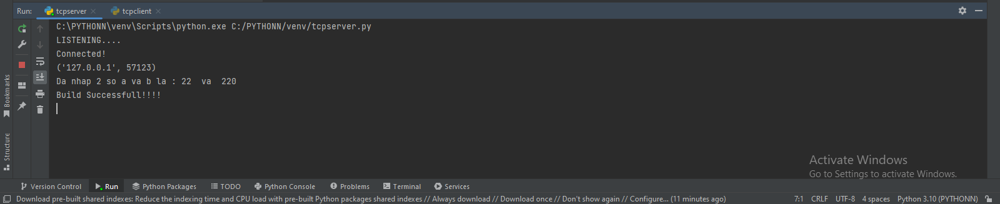 Run: tcpserver tcpclient
C:\PYTHONN\venv\Scripts\python.exe C:/PYTHONN/venv/tcpserver.py
LISTENING....
Connected!
('127.0.0.1', 57123)
Da nhap 2 so a va b la : 22  va  220
Build Successfull!!!!
Bookmarks
Structure
Activate Windows
Go to Settings to activate Windows.
Version Control Run Python Packages TODO Python Console Problems Terminal Services
Download pre-built shared indexes: Reduce the indexing time and CPU load with pre-built Python packages shared indexes // Always download // Download once // Don't show again // Configure... (11 minutes ago) 7:1 CRLF UTF-8 4 spaces Python 3.10 (PYTHONN)